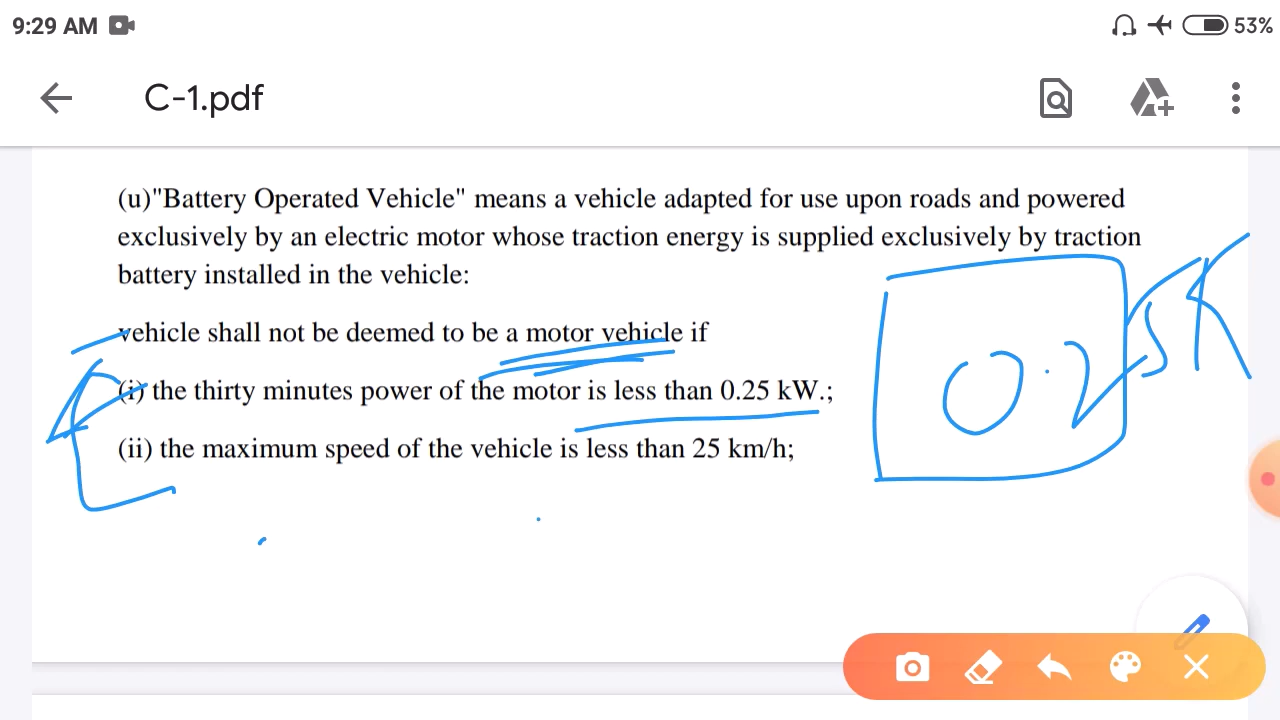 9:29 AM 53%
C-1.pdf
(u)"Battery Operated Vehicle" means a vehicle adapted for use upon roads and powered
exclusively by an electric motor whose traction energy is supplied exclusively by traction
battery installed in the vehicle:
vehicle shall not be deemed to be a motor vehicle if
(i) the thirty minutes power of the motor is less than 0.25 kW.;
(ii) the maximum speed of the vehicle is less than 25 km/h;
0.25K